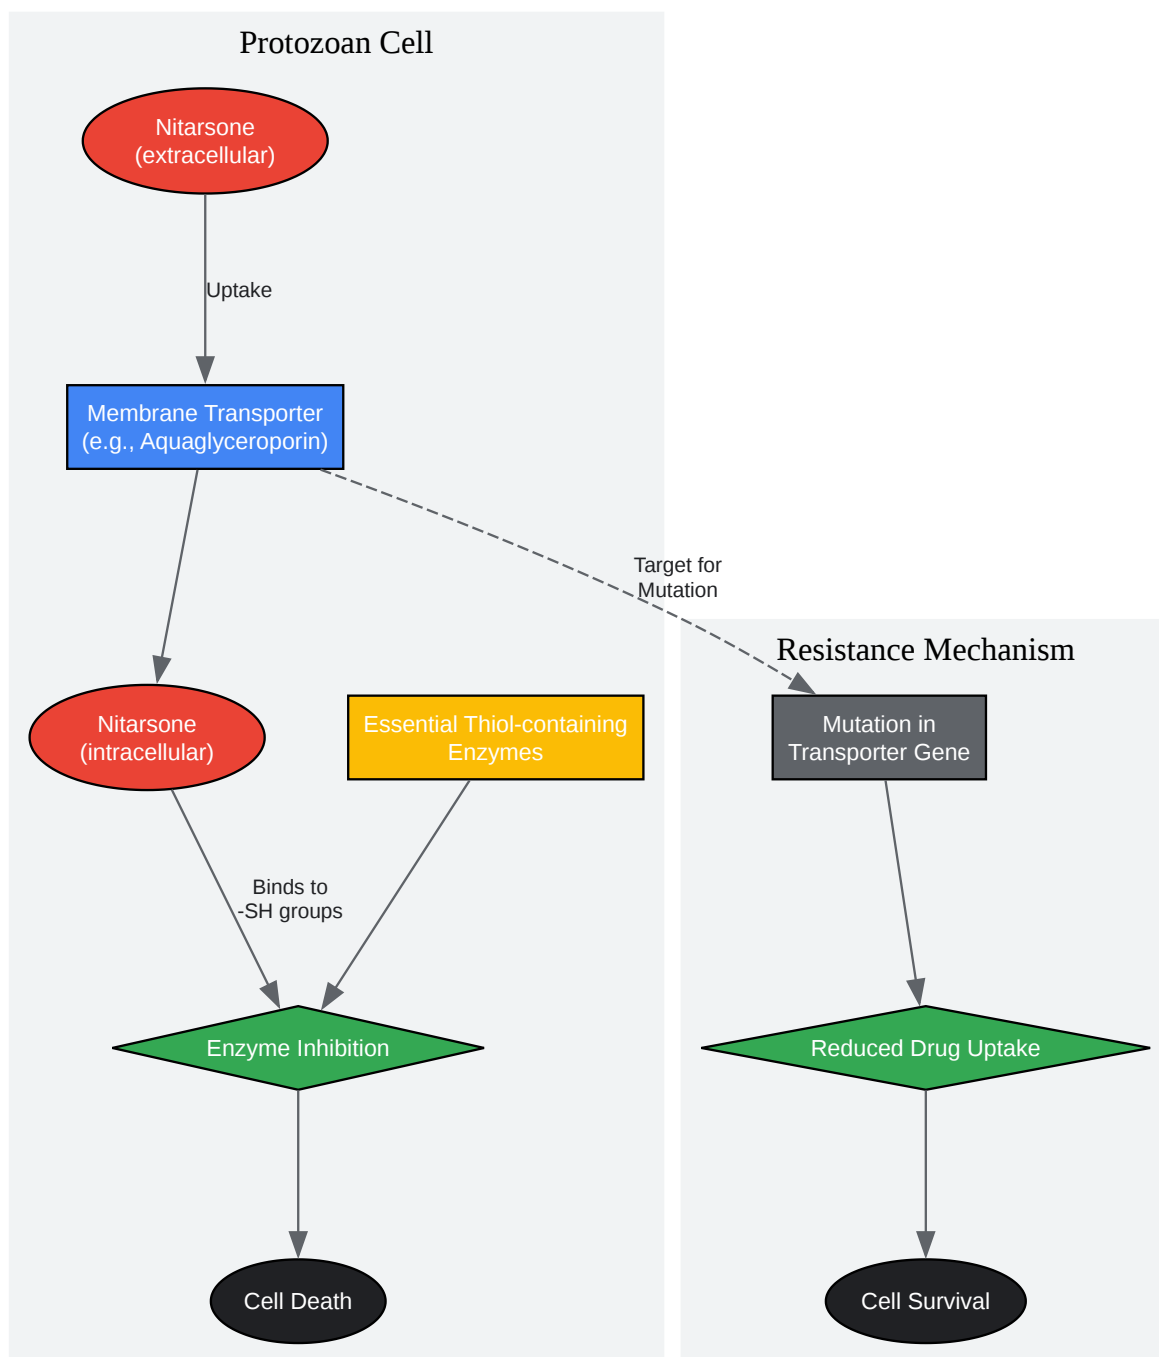 Protozoan Cell
Nitarsone
(extracellular)
Uptake
Membrane Transporter
(e.g., Aquaglyceroporin)
Target for
Mutation
Resistance Mechanism
Nitarsone
(intracellular)
Essential Thiol-containing
Enzymes
Mutation in
Transporter Gene
Binds to
-SH groups
Enzyme Inhibition
Reduced Drug Uptake
Cell Death
Cell Survival